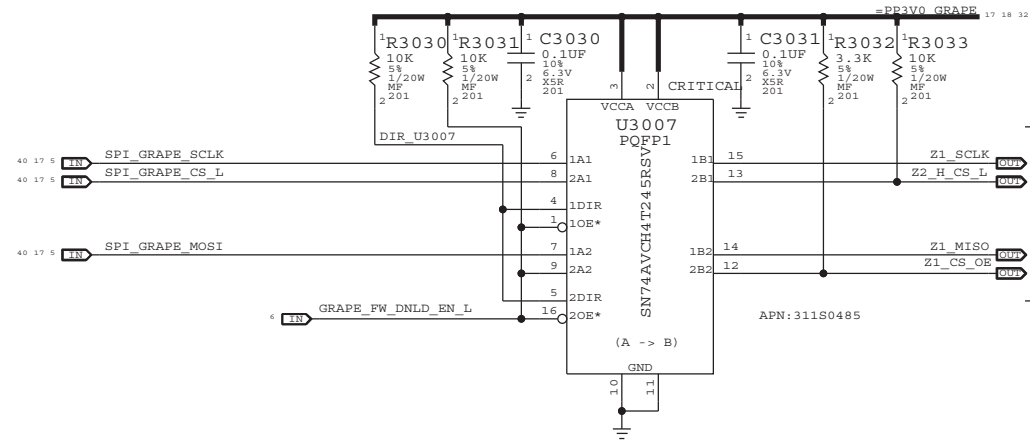 =PP3V0_GRAPE 17 18 32
1 R3030
10K
5%
1/20W
MF
2 201
1 R3031
10K
5%
1/20W
MF
2 201
1 C3030
0.1UF
10%
2 6.3V
X5R
201
1 C3031
0.1UF
10%
2 6.3V
X5R
201
1 R3032
3.3K
5%
1/20W
MF
2 201
1 R3033
10K
5%
1/20W
MF
2 201
3 2 CRITICAL
VCCA VCCB
U3007
PQFP1
SN74AVCH4T245RSV
DIR_U3007
40 17 5 IN SPI_GRAPE_SCLK 6 1A1 1B1 15 Z1_SCLK OUT
40 17 5 IN SPI_GRAPE_CS_L 8 2A1 2B1 13 Z2_H_CS_L OUT
4 1DIR
1 1OE*
40 17 5 IN SPI_GRAPE_MOSI 7 1A2 1B2 14 Z1_MISO OUT
9 2A2 2B2 12 Z1_CS_OE OUT
5 2DIR
6 IN GRAPE_FW_DNLD_EN_L 16 2OE*
APN:311S0485
(A -> B)
GND
10 11